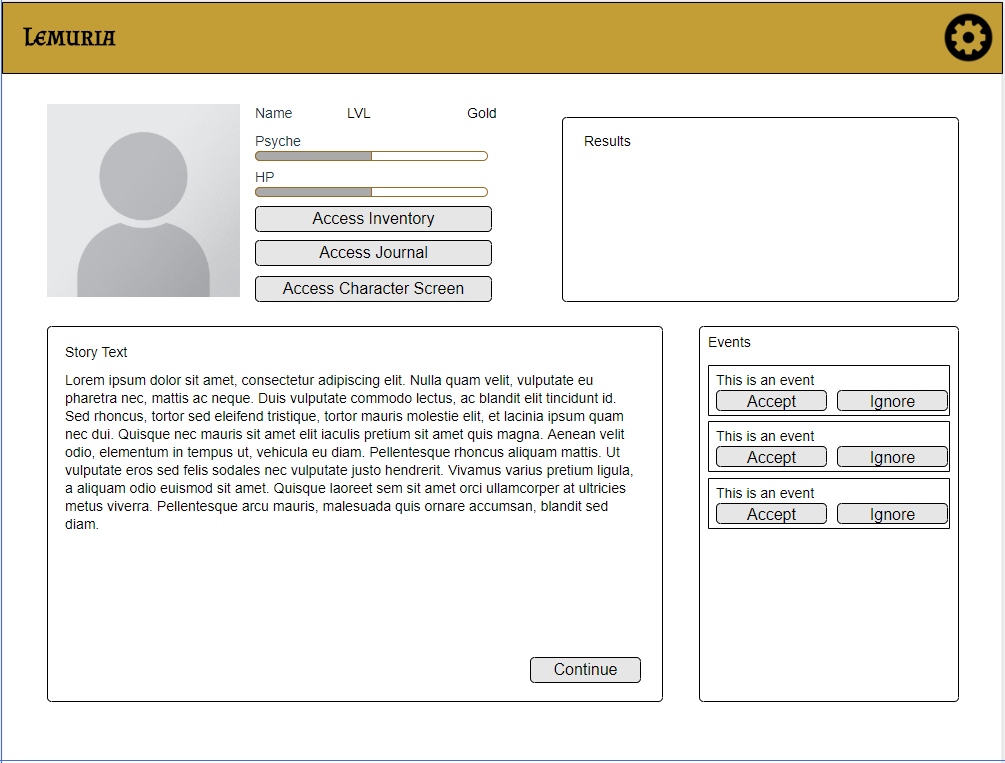 Lemuria
Name LVL Gold
Psyche
HP
Access Inventory
Access Journal
Access Character Screen
Results
Story Text
Lorem ipsum dolor sit amet, consectetur adipiscing elit. Nulla quam velit, vulputate eu
pharetra nec, mattis ac neque. Duis vulputate commodo lectus, ac blandit elit tincidunt id.
Sed rhoncus, tortor sed eleifend tristique, tortor mauris molestie elit, et lacinia ipsum quam
nec dui. Quisque nec mauris sit amet elit iaculis pretium sit amet quis magna. Aenean velit
odio, elementum in tempus ut, vehicula eu diam. Pellentesque rhoncus aliquam mattis. Ut
vulputate eros sed felis sodales nec vulputate justo hendrerit. Vivamus varius pretium ligula,
a aliquam odio euismod sit amet. Quisque laoreet sem sit amet orci ullamcorper at ultricies
metus viverra. Pellentesque arcu mauris, malesuada quis ornare accumsan, blandit sed
diam.
Continue
Events
This is an event
Accept Ignore
This is an event
Accept Ignore
This is an event
Accept Ignore